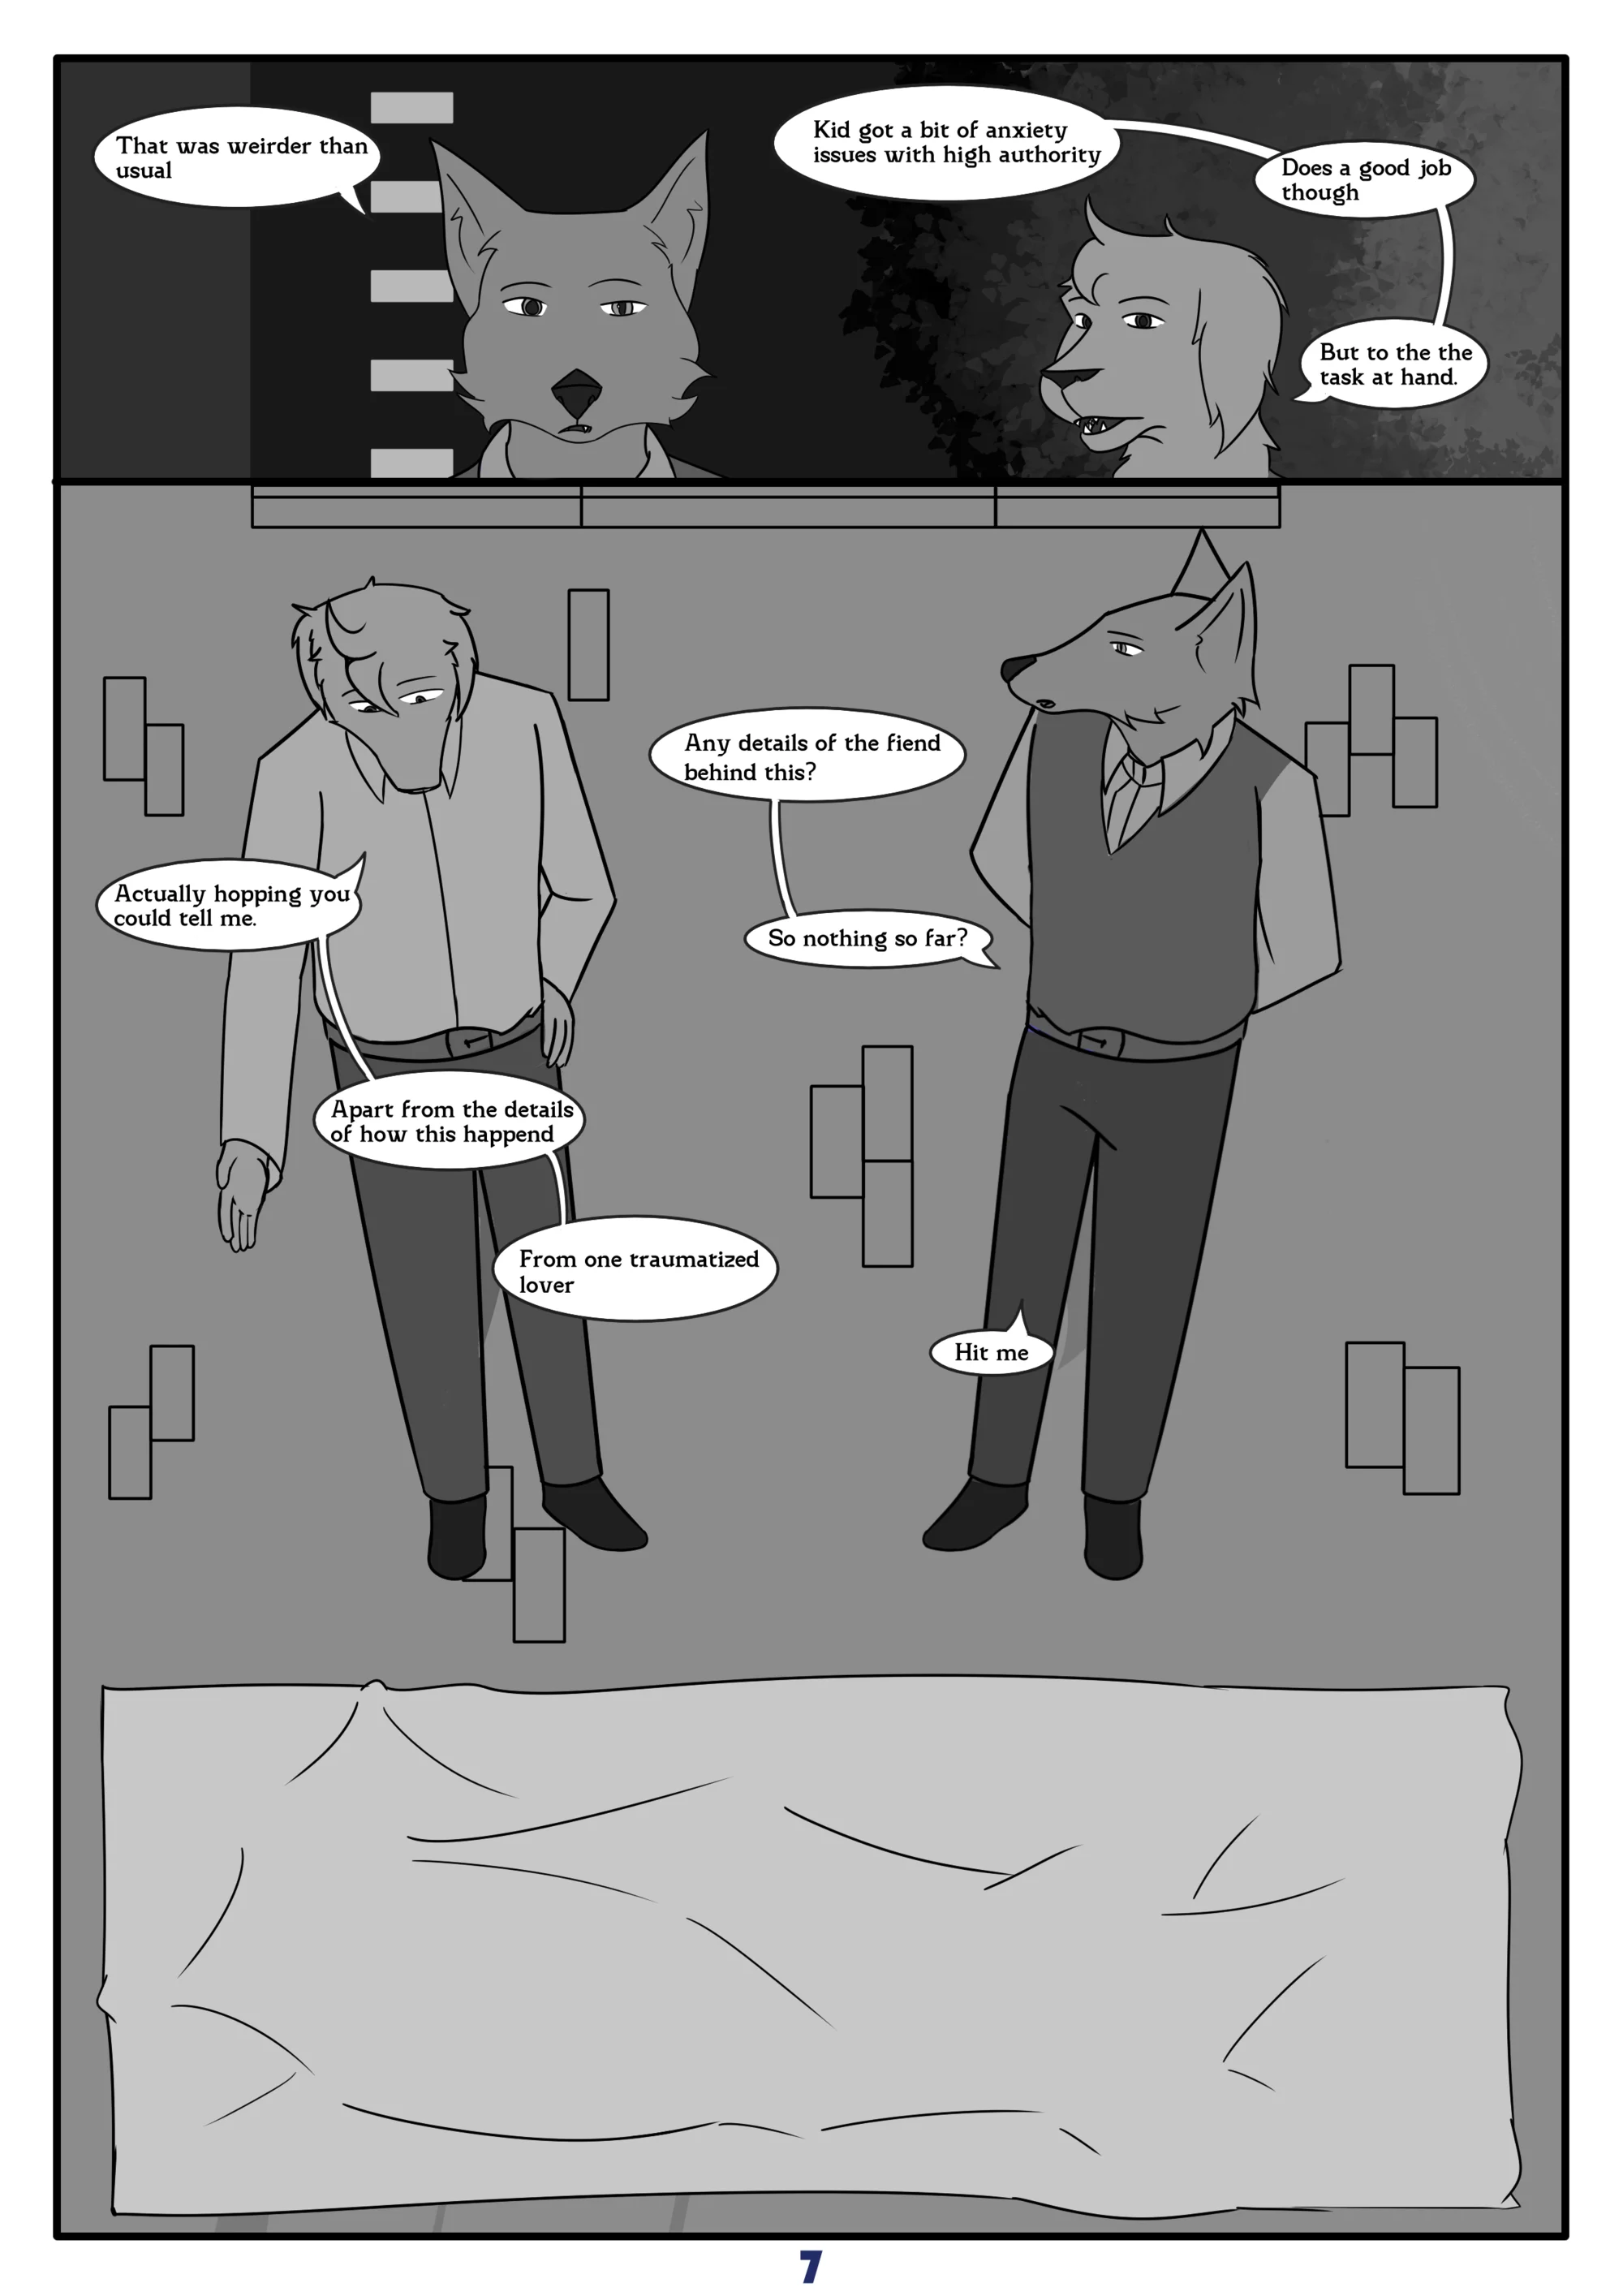 That was weirder than
usual
Kid got a bit of anxiety
issues with high authority
Does a good job
though
But to the the
task at hand.
Any details of the fiend
behind this?
Actually hopping you
could tell me.
So nothing so far?
Apart from the details
of how this happend
From one traumatized
lover
Hit me
7